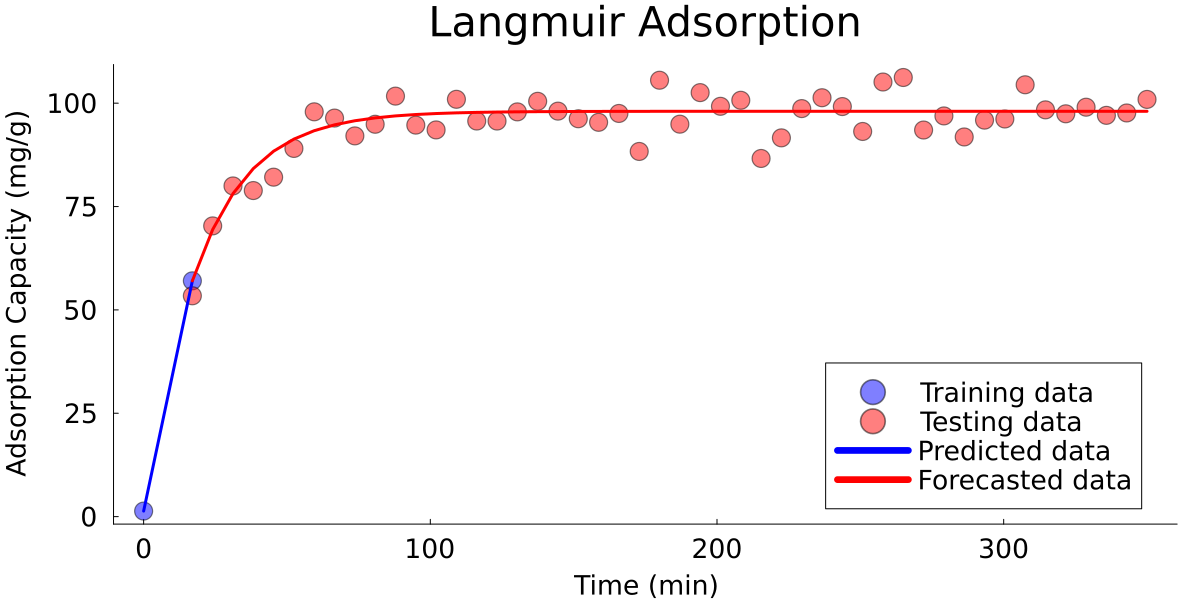 Langmuir Adsorption
Adsorption Capacity (mg/g)
100
75
50
25
0
0 100 200 300
Time (min)
Training data
Testing data
Predicted data
Forecasted data